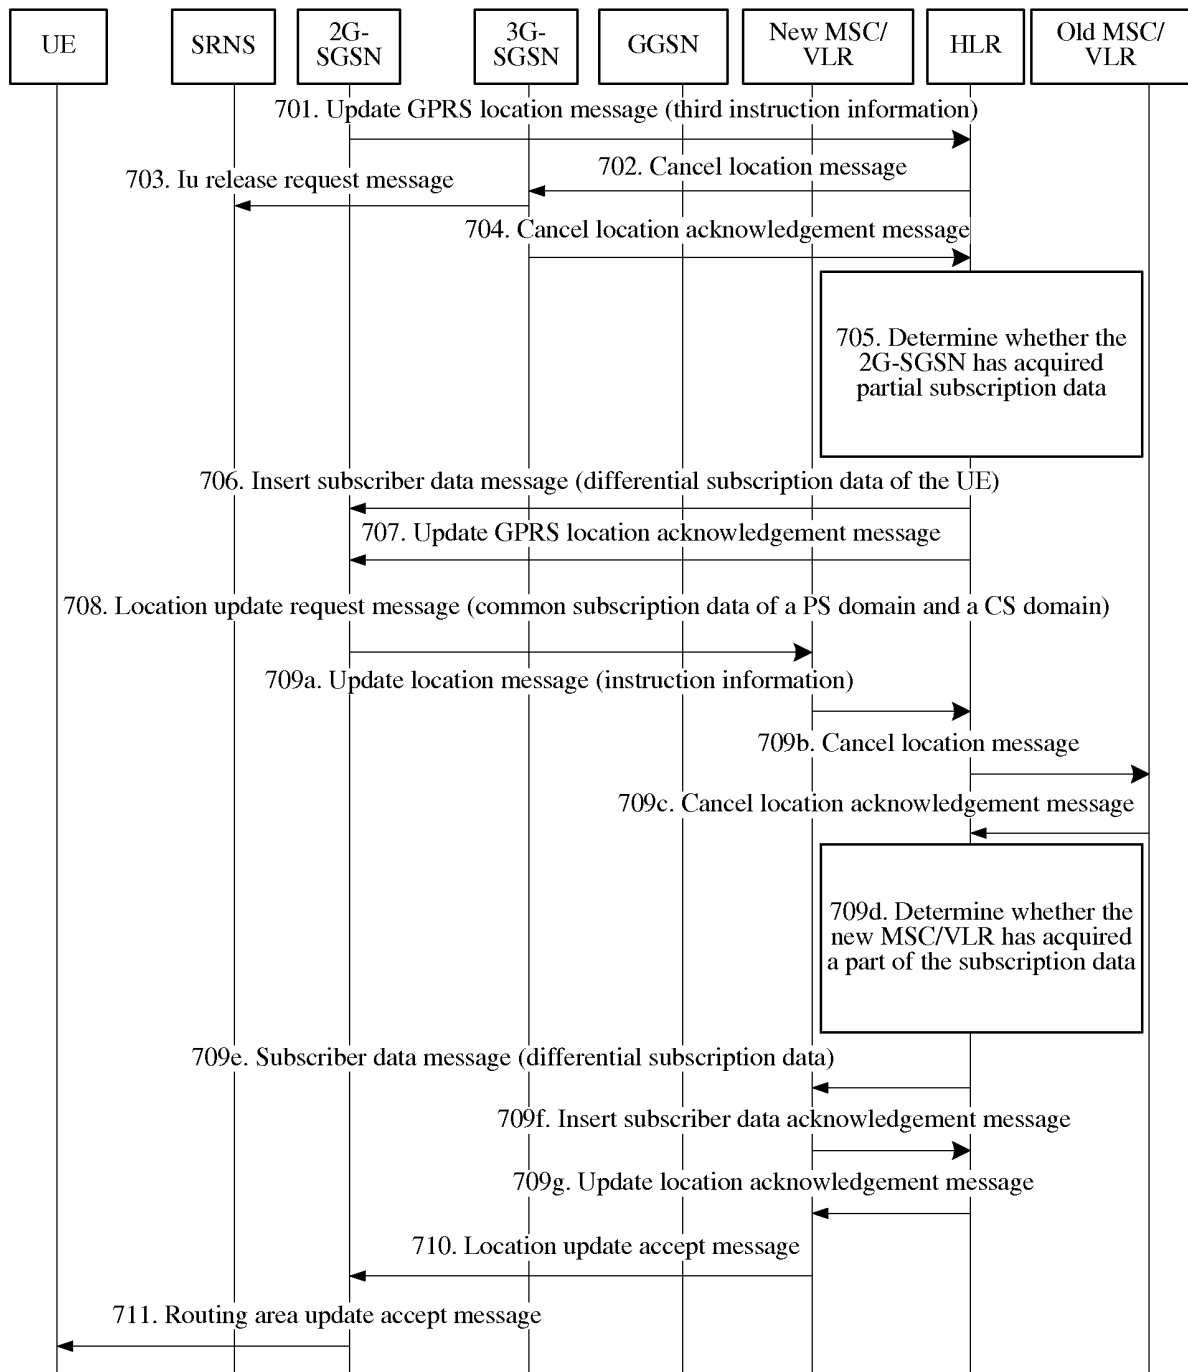 UE
SRNS
2G-
SGSN
3G-
SGSN
GGSN
New MSC/
VLR
HLR
Old MSC/
VLR
701. Update GPRS location message (third instruction information)
702. Cancel location message
703. Iu release request message
704. Cancel location acknowledgement message
705. Determine whether the
2G-SGSN has acquired
partial subscription data
706. Insert subscriber data message (differential subscription data of the UE)
707. Update GPRS location acknowledgement message
708. Location update request message (common subscription data of a PS domain and a CS domain)
709a. Update location message (instruction information)
709b. Cancel location message
709c. Cancel location acknowledgement message
709d. Determine whether the
new MSC/VLR has acquired
a part of the subscription data
709e. Subscriber data message (differential subscription data)
709f. Insert subscriber data acknowledgement message
709g. Update location acknowledgement message
710. Location update accept message
711. Routing area update accept message